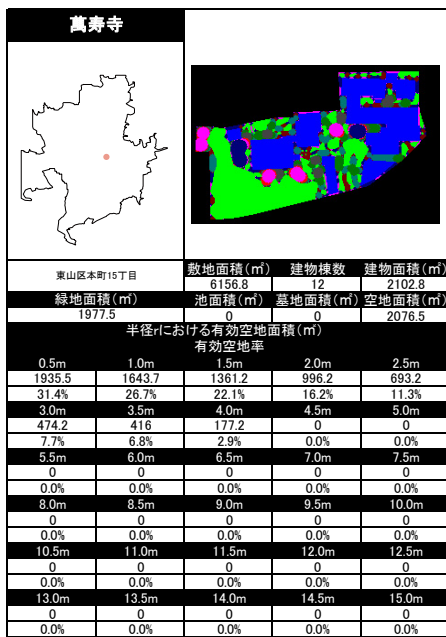 萬寿寺
東山区本町15丁目
敷地面積(㎡) 建物棟数 建物面積(㎡)
6156.8 12 2102.8
緑地面積(㎡) 池面積(㎡) 墓地面積(㎡) 空地面積(㎡)
1977.5 0 0 2076.5
半径rにおける有効空地面積(㎡)
有効空地率
0.5m 1.0m 1.5m 2.0m 2.5m
1935.5 1643.7 1361.2 996.2 693.2
31.4% 26.7% 22.1% 16.2% 11.3%
3.0m 3.5m 4.0m 4.5m 5.0m
474.2 416 177.2 0 0
7.7% 6.8% 2.9% 0.0% 0.0%
5.5m 6.0m 6.5m 7.0m 7.5m
0 0 0 0 0
0.0% 0.0% 0.0% 0.0% 0.0%
8.0m 8.5m 9.0m 9.5m 10.0m
0 0 0 0 0
0.0% 0.0% 0.0% 0.0% 0.0%
10.5m 11.0m 11.5m 12.0m 12.5m
0 0 0 0 0
0.0% 0.0% 0.0% 0.0% 0.0%
13.0m 13.5m 14.0m 14.5m 15.0m
0 0 0 0 0
0.0% 0.0% 0.0% 0.0% 0.0%